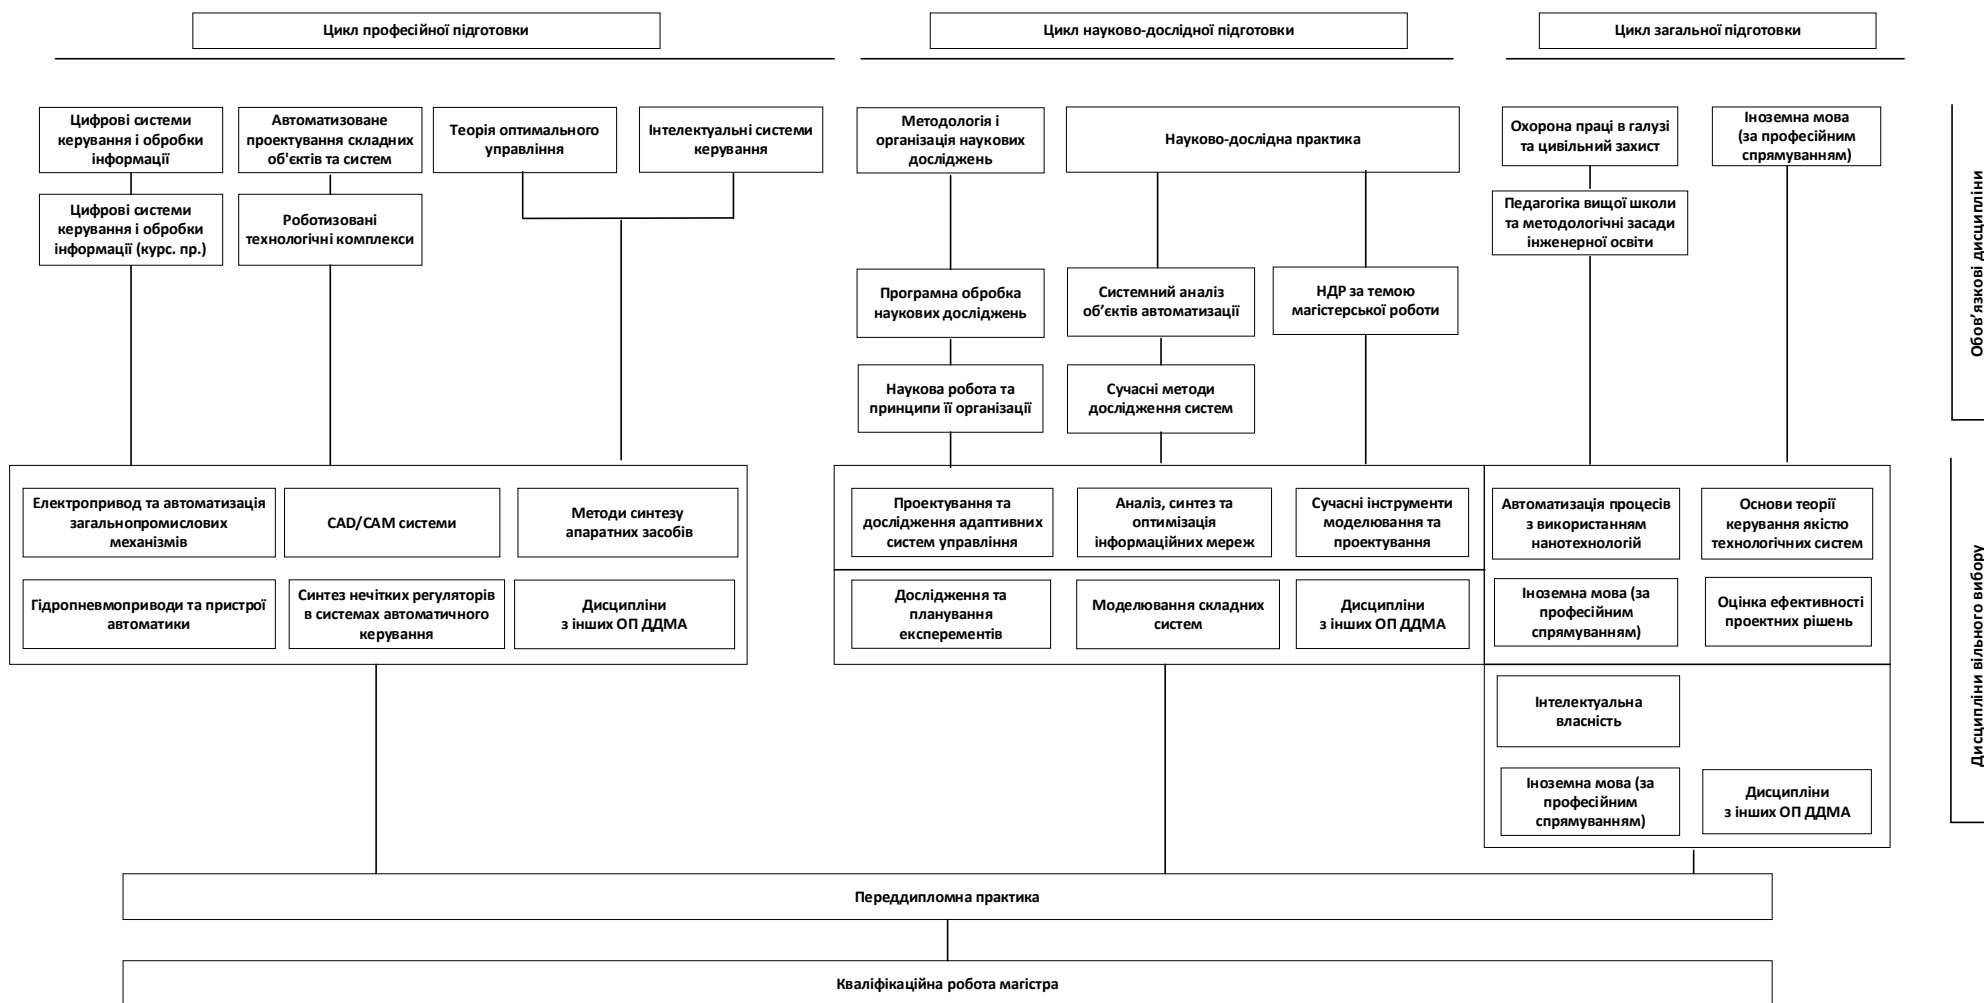 Цикл професійної підготовки
Цикл науково-дослідної підготовки
Цикл загальної підготовки
Цифрові системи
керування і обробки
інформації
Автоматизоване
проектування складних
об'єктів та систем
Теорія оптимального
управління
Інтелектуальні системи
керування
Методологія і
організація наукових
досліджень
Науково-дослідна практика
Охорона праці в галузі
та цивільний захист
Іноземна мова
(за професійним
спрямуванням)
Обов’язкові дисципліни
Цифрові системи
керування і обробки
інформації (курс. пр.)
Роботизовані
технологічні комплекси
Педагогіка вищої школи
та методологічні засади
інженерної освіти
Програмна обробка
наукових досліджень
Системний аналіз
об’єктів автоматизації
НДР за темою
магістерської роботи
Наукова робота та
принципи її організації
Сучасні методи
дослідження систем
Електропривод та автоматизація
загальнопромислових
механізмів
CAD/CAM системи
Методи синтезу
апаратних засобів
Проектування та
дослідження адаптивних
систем управління
Аналіз, синтез та
оптимізація
інформаційних мереж
Сучасні інструменти
моделювання та
проектування
Автоматизація процесів
з використанням
нанотехнологій
Основи теорії
керування якістю
технологічних систем
Дисципліни вільного вибору
Гідропневмоприводи та пристрої
автоматики
Синтез нечітких регуляторів
в системах автоматичного
керування
Дисципліни
з інших ОП ДДМА
Дослідження та
планування
експерементів
Моделювання складних
систем
Дисципліни
з інших ОП ДДМА
Іноземна мова (за
професійним
спрямуванням)
Оцінка ефективності
проектних рішень
Інтелектуальна
власність
Іноземна мова (за
професійним
спрямуванням)
Дисципліни
з інших ОП ДДМА
Переддипломна практика
Кваліфікаційна робота магістра